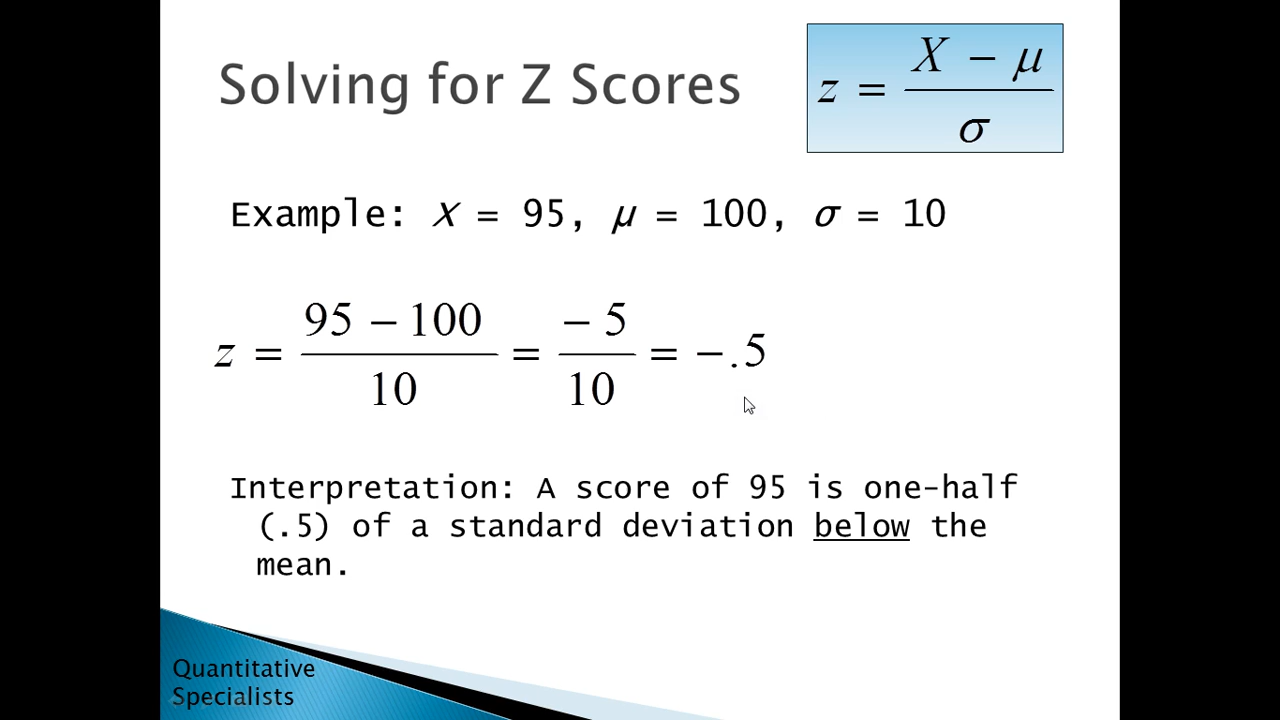 Solving for Z Scores
z = (X − μ) / σ
Example: X = 95, μ = 100, σ = 10
z = (95 − 100) / 10 = − 5 / 10 = − .5
Interpretation: A score of 95 is one-half
(.5) of a standard deviation below the
mean.
Quantitative
Specialists